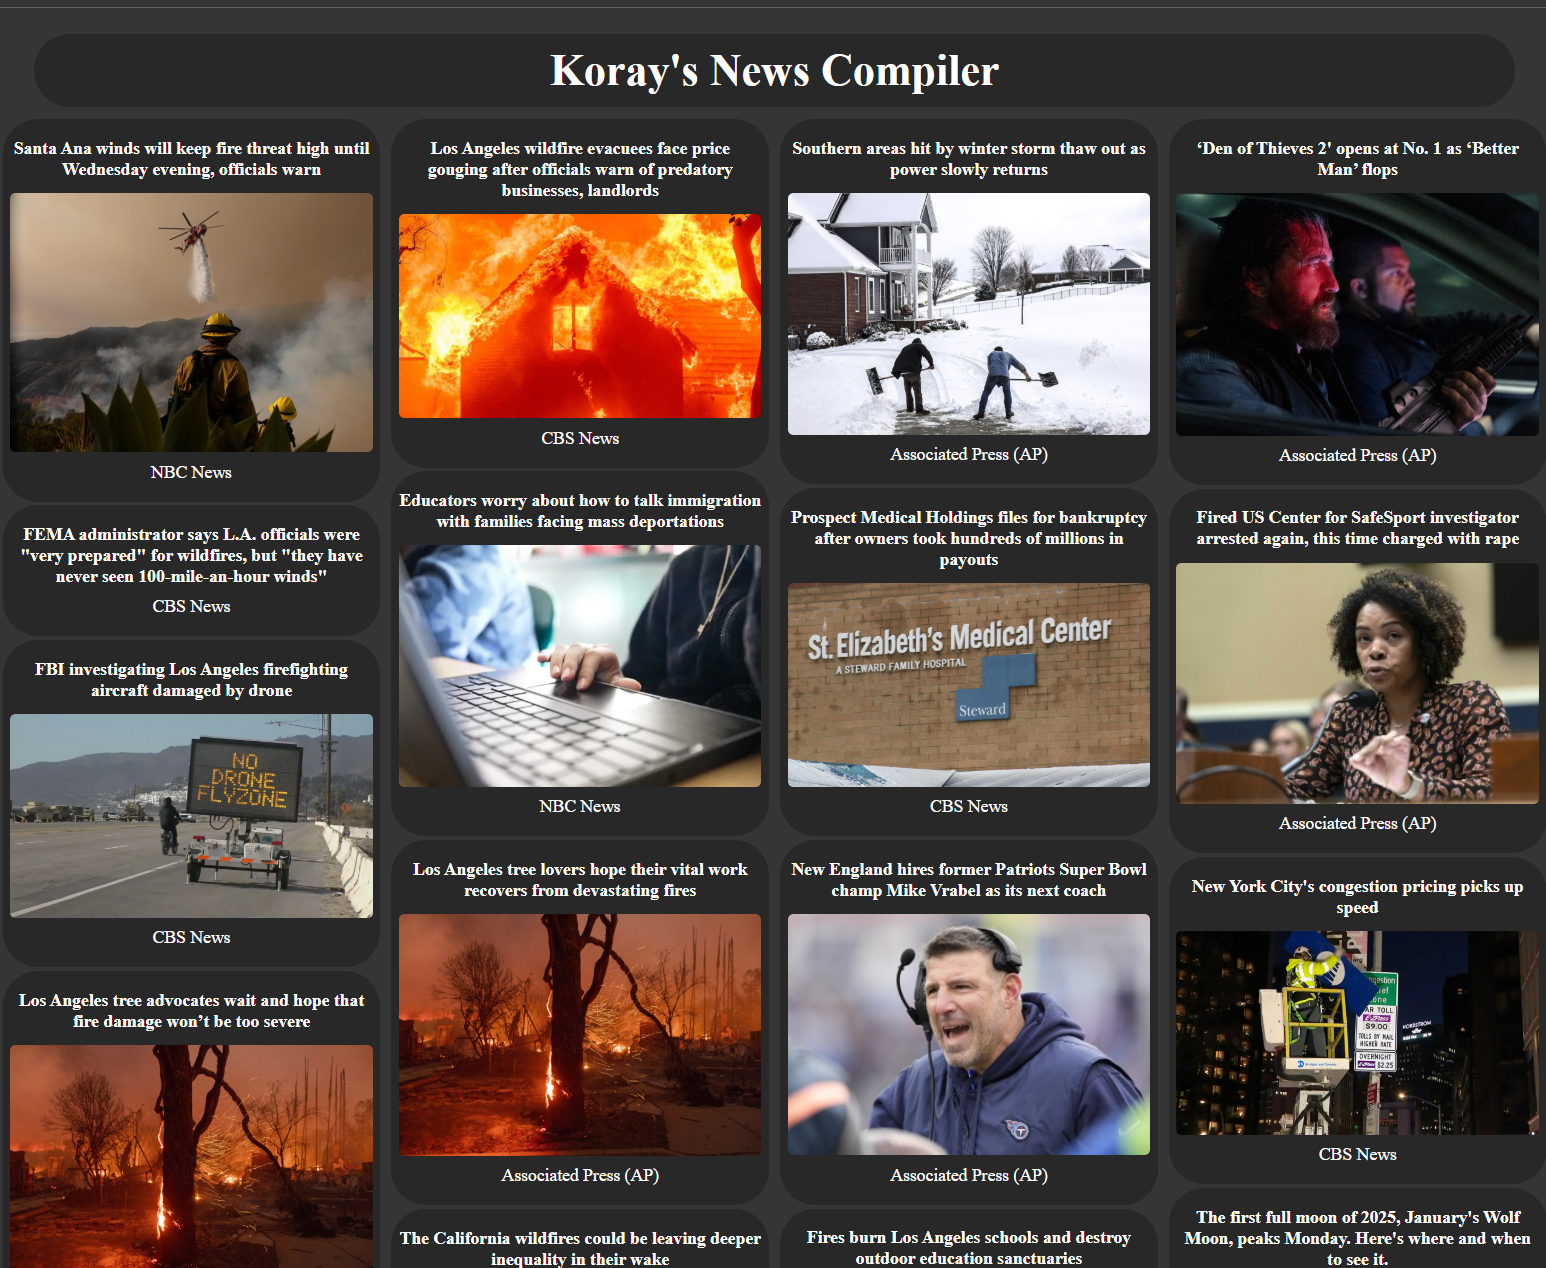 Koray's News Compiler
Santa Ana winds will keep fire threat high until
Wednesday evening, officials warn
NBC News
FEMA administrator says L.A. officials were
"very prepared" for wildfires, but "they have
never seen 100-mile-an-hour winds"
CBS News
FBI investigating Los Angeles firefighting
aircraft damaged by drone
NO
DRONE
FLYZONE
CBS News
Los Angeles tree advocates wait and hope that
fire damage won’t be too severe
Los Angeles wildfire evacuees face price
gouging after officials warn of predatory
businesses, landlords
CBS News
Educators worry about how to talk immigration
with families facing mass deportations
NBC News
Los Angeles tree lovers hope their vital work
recovers from devastating fires
Associated Press (AP)
The California wildfires could be leaving deeper
inequality in their wake
Southern areas hit by winter storm thaw out as
power slowly returns
Associated Press (AP)
Prospect Medical Holdings files for bankruptcy
after owners took hundreds of millions in
payouts
St. Elizabeth's Medical Center
A STEWARD FAMILY HOSPITAL
Steward
CBS News
New England hires former Patriots Super Bowl
champ Mike Vrabel as its next coach
Associated Press (AP)
Fires burn Los Angeles schools and destroy
outdoor education sanctuaries
‘Den of Thieves 2' opens at No. 1 as ‘Better
Man’ flops
Associated Press (AP)
Fired US Center for SafeSport investigator
arrested again, this time charged with rape
Associated Press (AP)
New York City's congestion pricing picks up
speed
$9.00
TOLLS BY MAIL
HIGHER RATE
OVERNIGHT
$2.25
NORDSTROM
CBS News
The first full moon of 2025, January's Wolf
Moon, peaks Monday. Here's where and when
to see it.